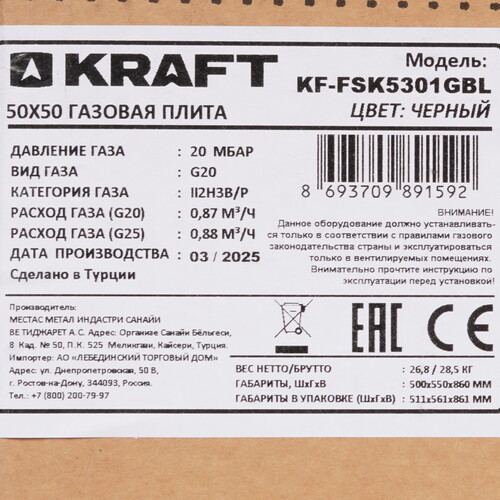 KRAFT
Модель:
KF-FSK5301GBL
50X50 ГАЗОВАЯ ПЛИТА
ЦВЕТ: ЧЕРНЫЙ
ДАВЛЕНИЕ ГАЗА : 20 МБАР
ВИД ГАЗА : G20
КАТЕГОРИЯ ГАЗА : II2H3B/P
РАСХОД ГАЗА (G20) : 0,87 М³/Ч
РАСХОД ГАЗА (G25) : 0,88 М³/Ч
ДАТА ПРОИЗВОДСТВА : 03 / 2025
Сделано в Турции
8 693709 891592
ВНИМАНИЕ!
Данное оборудование должно устанавливать-
ся только в соответствии с правилами газового
законодательства страны и эксплуатироваться
только в вентилируемых помещениях.
Внимательно прочтите инструкцию по
эксплуатации перед установкой!
Производитель:
МЕСТАС МЕТАЛ ИНДАСТРИ САНАЙИ
ВЕ ТИДЖАРЕТ А С. Адрес: Организе Санайи Бёльгеси,
8 Кад. № 50, П.К. 525 Меликгази, Кайсери, Турция.
Импортер: АО «ЛЕБЕДИНСКИЙ ТОРГОВЫЙ ДОМ»
Адрес: ул. Днепропетровская, 50 В,
г. Ростов-на-Дону, 344093, Россия.
Тел.: +7 (800) 200-79-97
EAC CE
ВЕС НЕТТО/БРУТТО : 26,8 / 28,5 КГ
ГАБАРИТЫ, ШxГxВ : 500x550x860 ММ
ГАБАРИТЫ В УПАКОВКЕ (ШxГxВ) : 511x561x861 ММ